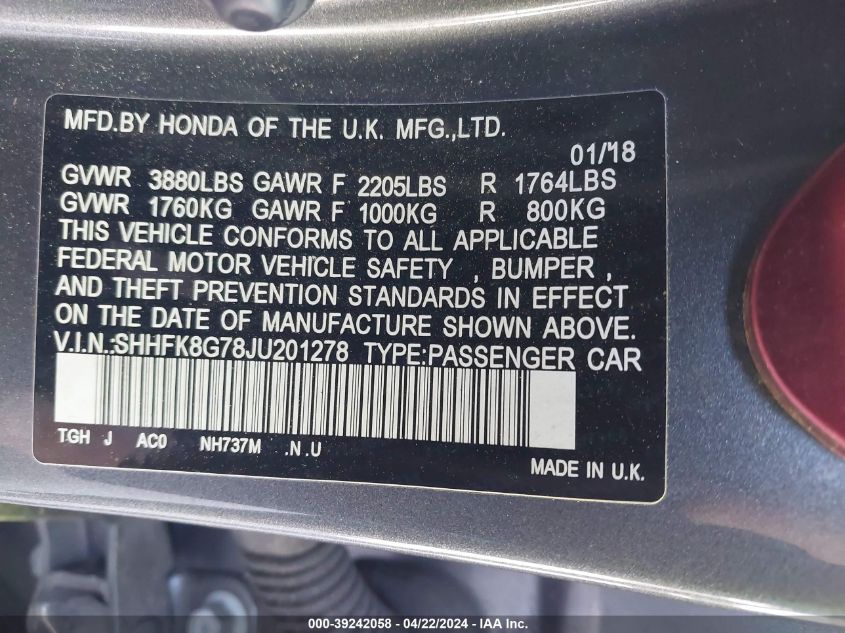 MFD.BY HONDA OF THE U.K. MFG.,LTD.
01/18
GVWR 3880LBS GAWR F 2205LBS R 1764LBS
GVWR 1760KG GAWR F 1000KG R 800KG
THIS VEHICLE CONFORMS TO ALL APPLICABLE
FEDERAL MOTOR VEHICLE SAFETY , BUMPER ,
AND THEFT PREVENTION STANDARDS IN EFFECT
ON THE DATE OF MANUFACTURE SHOWN ABOVE.
V.I.N.:SHHFK8G78JU201278 TYPE:PASSENGER CAR
TGH J AC0 NH737M .N.U
MADE IN U.K.
000-39242058 - 04/22/2024 - IAA Inc.